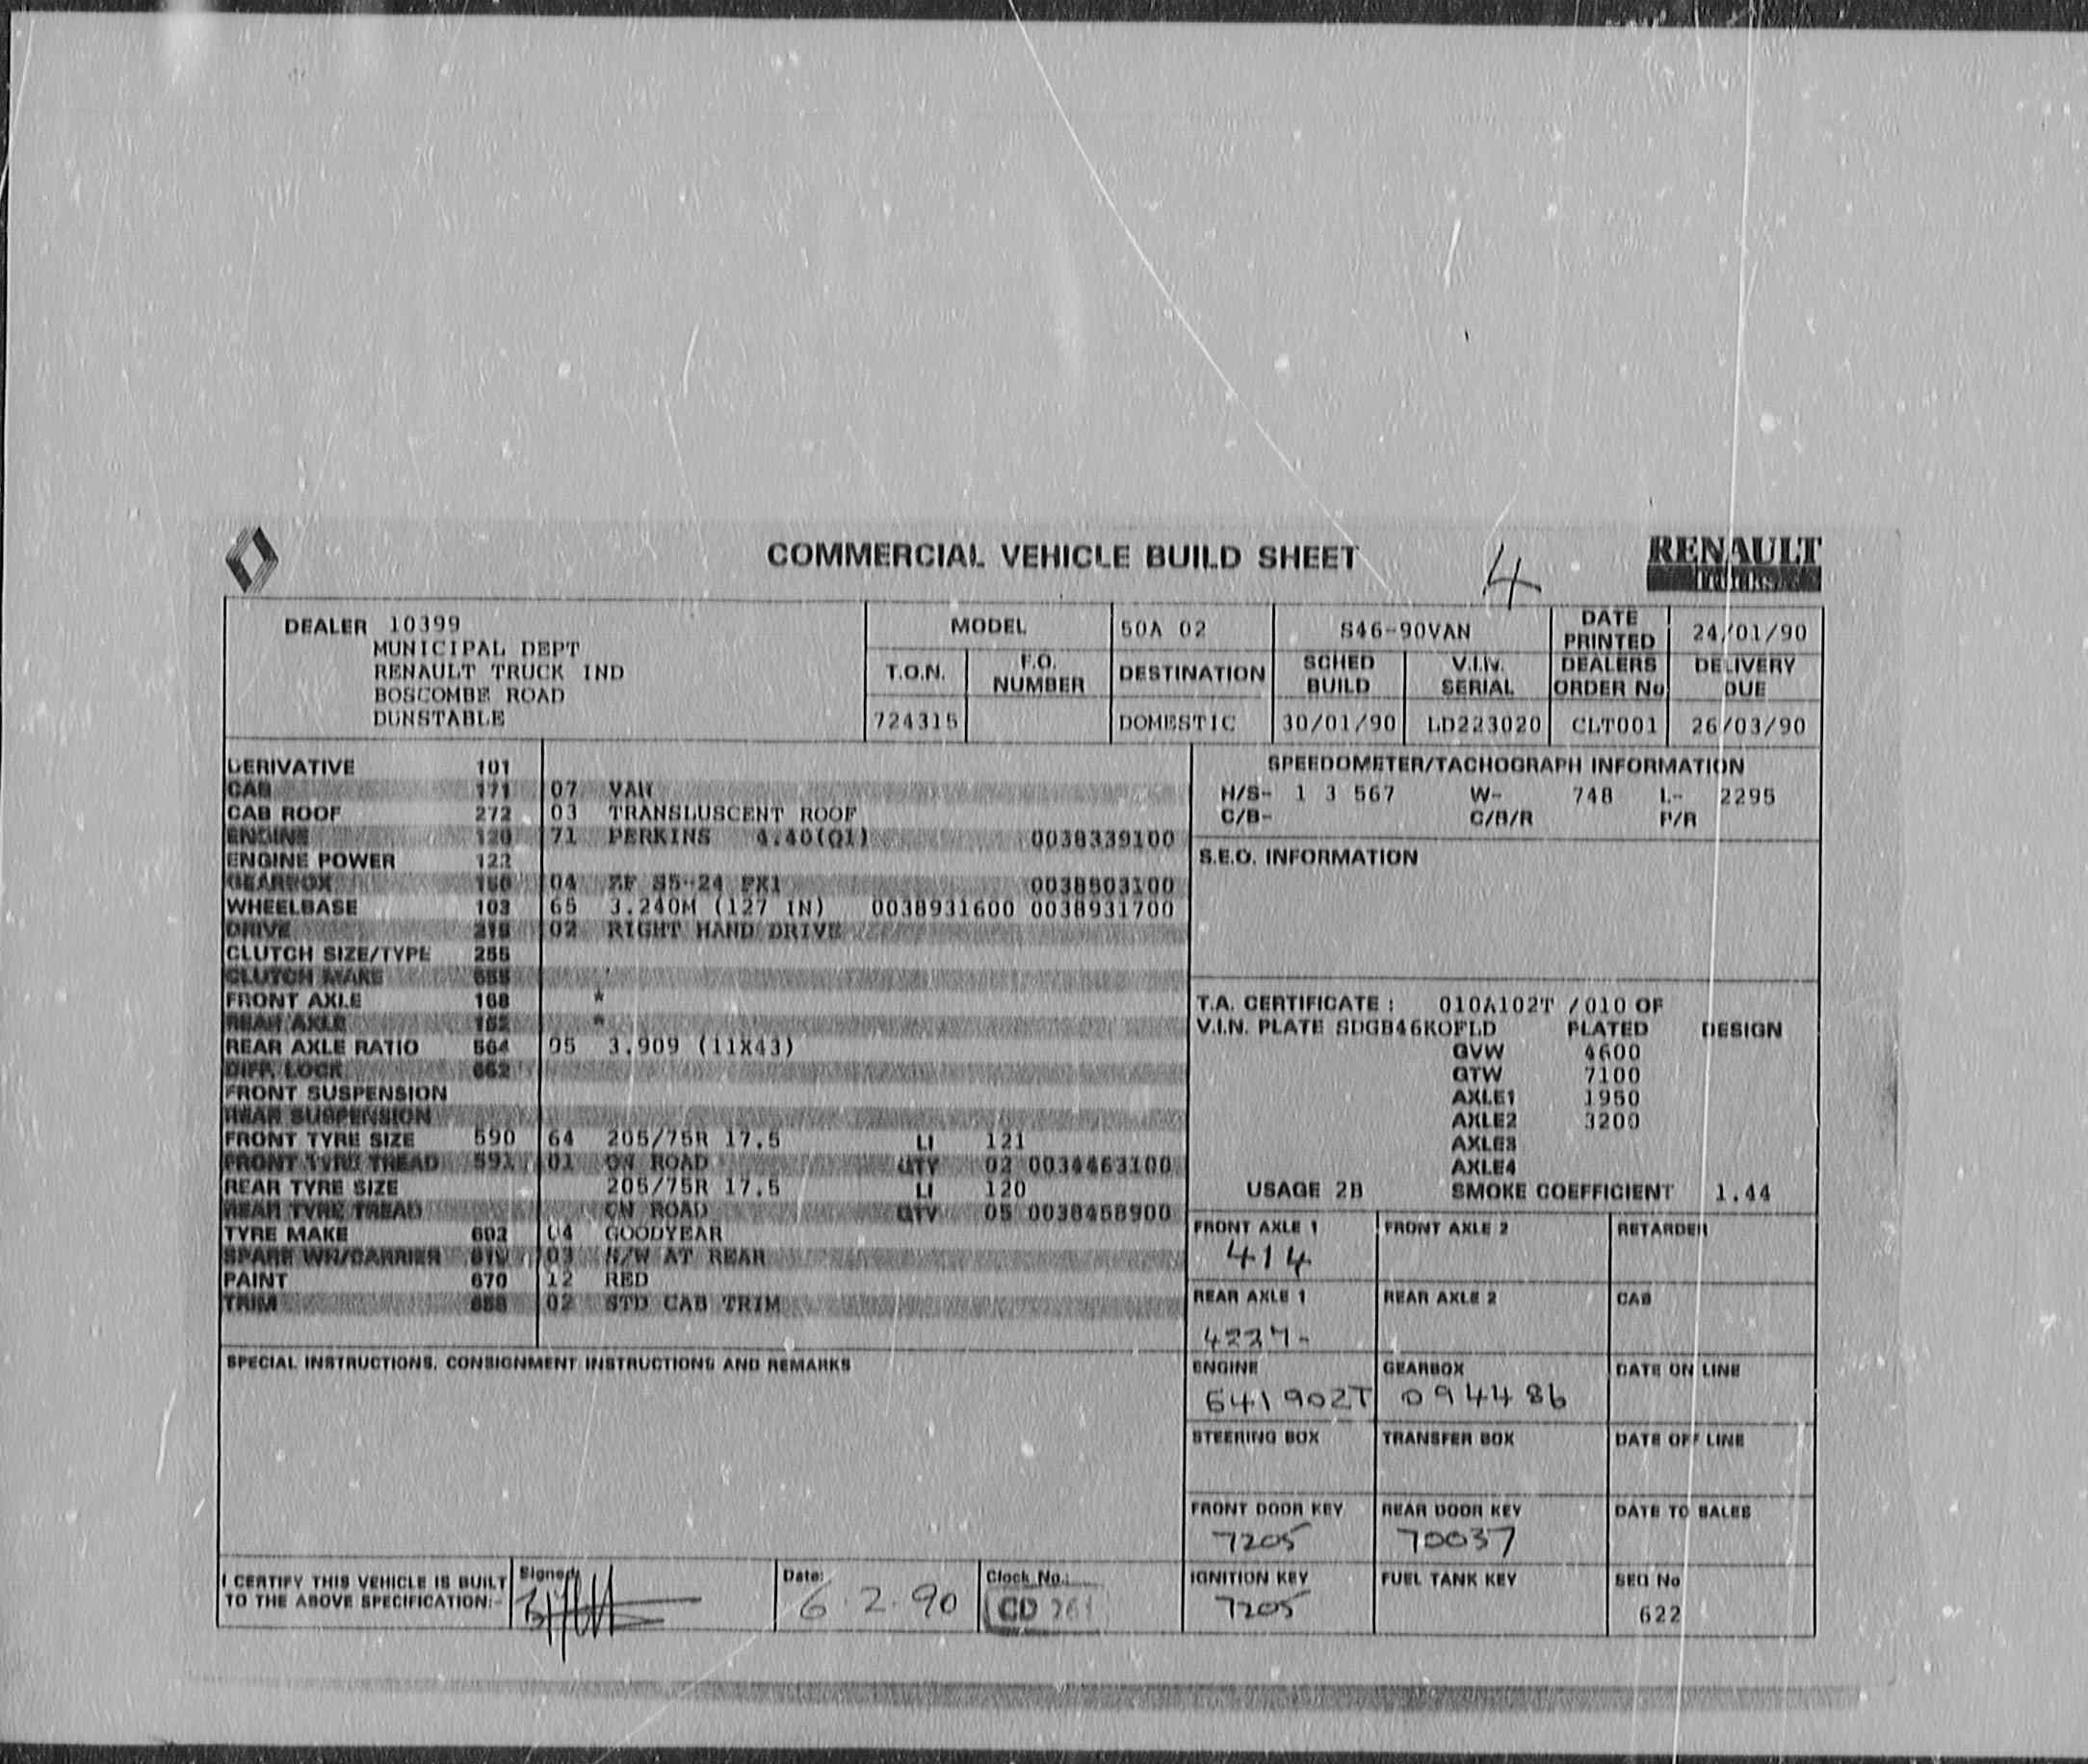 COMMERCIAL VEHICLE BUILD SHEET
4
RENAULT
Trucks
DEALER 10399
MUNICIPAL DEPT
RENAULT TRUCK IND
BOSCOMBE ROAD
DUNSTABLE
MODEL 50A 02 S46-90VAN DATE PRINTED 24/01/90
T.O.N. F.O. NUMBER DESTINATION SCHED BUILD V.I.N. SERIAL DEALERS ORDER No DELIVERY DUE
724315 DOMESTIC 30/01/90 LD223020 CLT001 26/03/90
DERIVATIVE 101
CAB 171 07 VAN
CAB ROOF 272 03 TRANSLUSCENT ROOF
ENGINE 120 71 PERKINS 4.40(Q1) 0038339100
ENGINE POWER 122
GEARBOX 04 ZF S5-24 PX1 0038503100
WHEELBASE 103 65 3.240M (127 IN) 0038931600 0038931700
DRIVE 02 RIGHT HAND DRIVE
CLUTCH SIZE/TYPE 255
CLUTCH MAKE
FRONT AXLE 168 *
REAR AXLE 162 *
REAR AXLE RATIO 564 05 3.909 (11X43)
DIFF. LOCK 662
FRONT SUSPENSION
REAR SUSPENSION
FRONT TYRE SIZE 590 64 205/75R 17.5 LI 121
FRONT TYRE TREAD 591 01 ON ROAD QTY 02 0034463100
REAR TYRE SIZE 205/75R 17.5 LI 120
REAR TYRE TREAD ON ROAD QTY 05 0038458900
TYRE MAKE 602 04 GOODYEAR
SPARE WH/CARRIER 03 S/W AT REAR
PAINT 670 12 RED
TRIM 02 STD CAB TRIM
SPEEDOMETER/TACHOGRAPH INFORMATION
H/S- 1 3 567 W- 748 L- 2295
C/B- C/B/R P/R
S.E.O. INFORMATION
T.A. CERTIFICATE : 010A102T /010 OF
V.I.N. PLATE SDGB46KOFLD PLATED DESIGN
GVW 4600
GTW 7100
AXLE1 1950
AXLE2 3200
AXLE3
AXLE4
USAGE 2B SMOKE COEFFICIENT 1.44
FRONT AXLE 1 FRONT AXLE 2 RETARDER
414
REAR AXLE 1 REAR AXLE 2 CAB
4227-
SPECIAL INSTRUCTIONS, CONSIGNMENT INSTRUCTIONS AND REMARKS
ENGINE GEARBOX DATE ON LINE
641902T 094486
STEERING BOX TRANSFER BOX DATE OFF LINE
FRONT DOOR KEY REAR DOOR KEY DATE TO SALES
7205 70037
I CERTIFY THIS VEHICLE IS BUILT
TO THE ABOVE SPECIFICATION:-
Signed: Date: 6.2.90 Clock No.: CD 261
IGNITION KEY FUEL TANK KEY SEQ No
7205 622